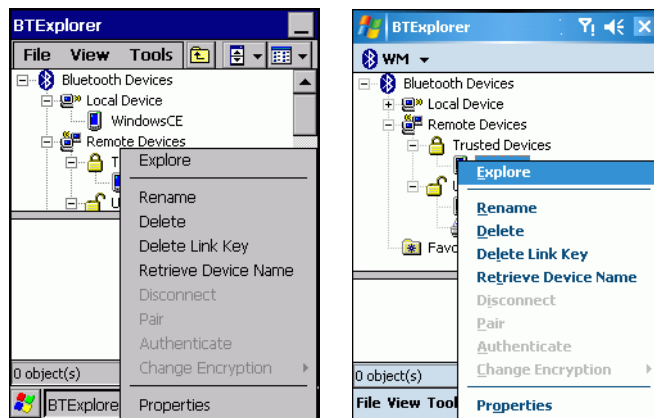 BTExplorer
File View Tools
Bluetooth Devices
Local Device
WindowsCE
Remote Devices
T
Explore
U
Rename
Delete
Delete Link Key
Retrieve Device Name
Disconnect
Pair
Authenticate
Change Encryption
0 object(s)
BTExplore
Properties
BTExplorer
WM
Bluetooth Devices
Local Device
Remote Devices
Trusted Devices
Explore
U
Rename
Delete
Favo
Delete Link Key
Retrieve Device Name
Disconnect
Pair
Authenticate
Change Encryption
0 object(s)
File View Tool
Properties